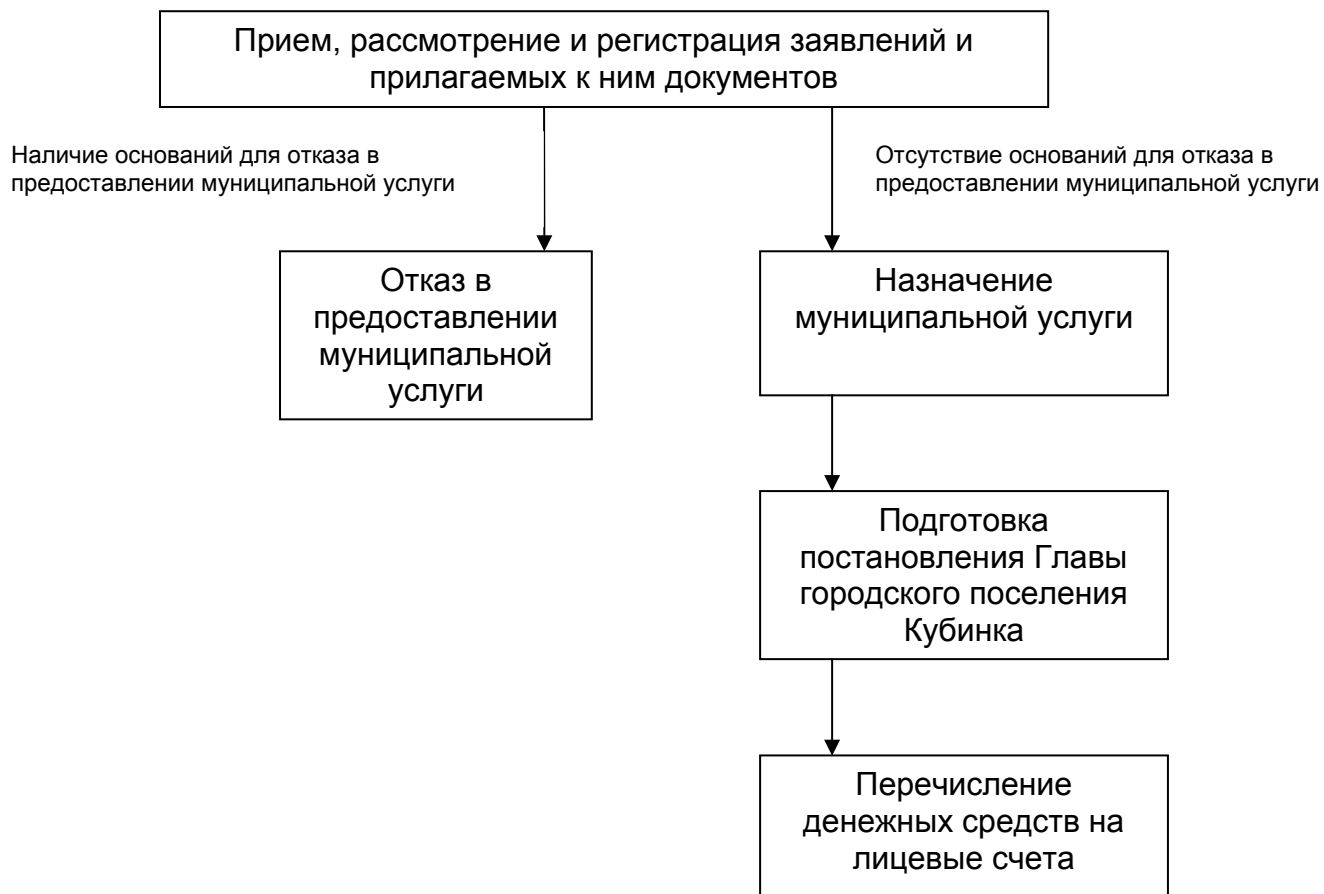 Прием, рассмотрение и регистрация заявлений и
прилагаемых к ним документов
Наличие оснований для отказа в
предоставлении муниципальной услуги
Отсутствие оснований для отказа в
предоставлении муниципальной услуги
Отказ в
предоставлении
муниципальной
услуги
Назначение
муниципальной услуги
Подготовка
постановления Главы
городского поселения
Кубинка
Перечисление
денежных средств на
лицевые счета